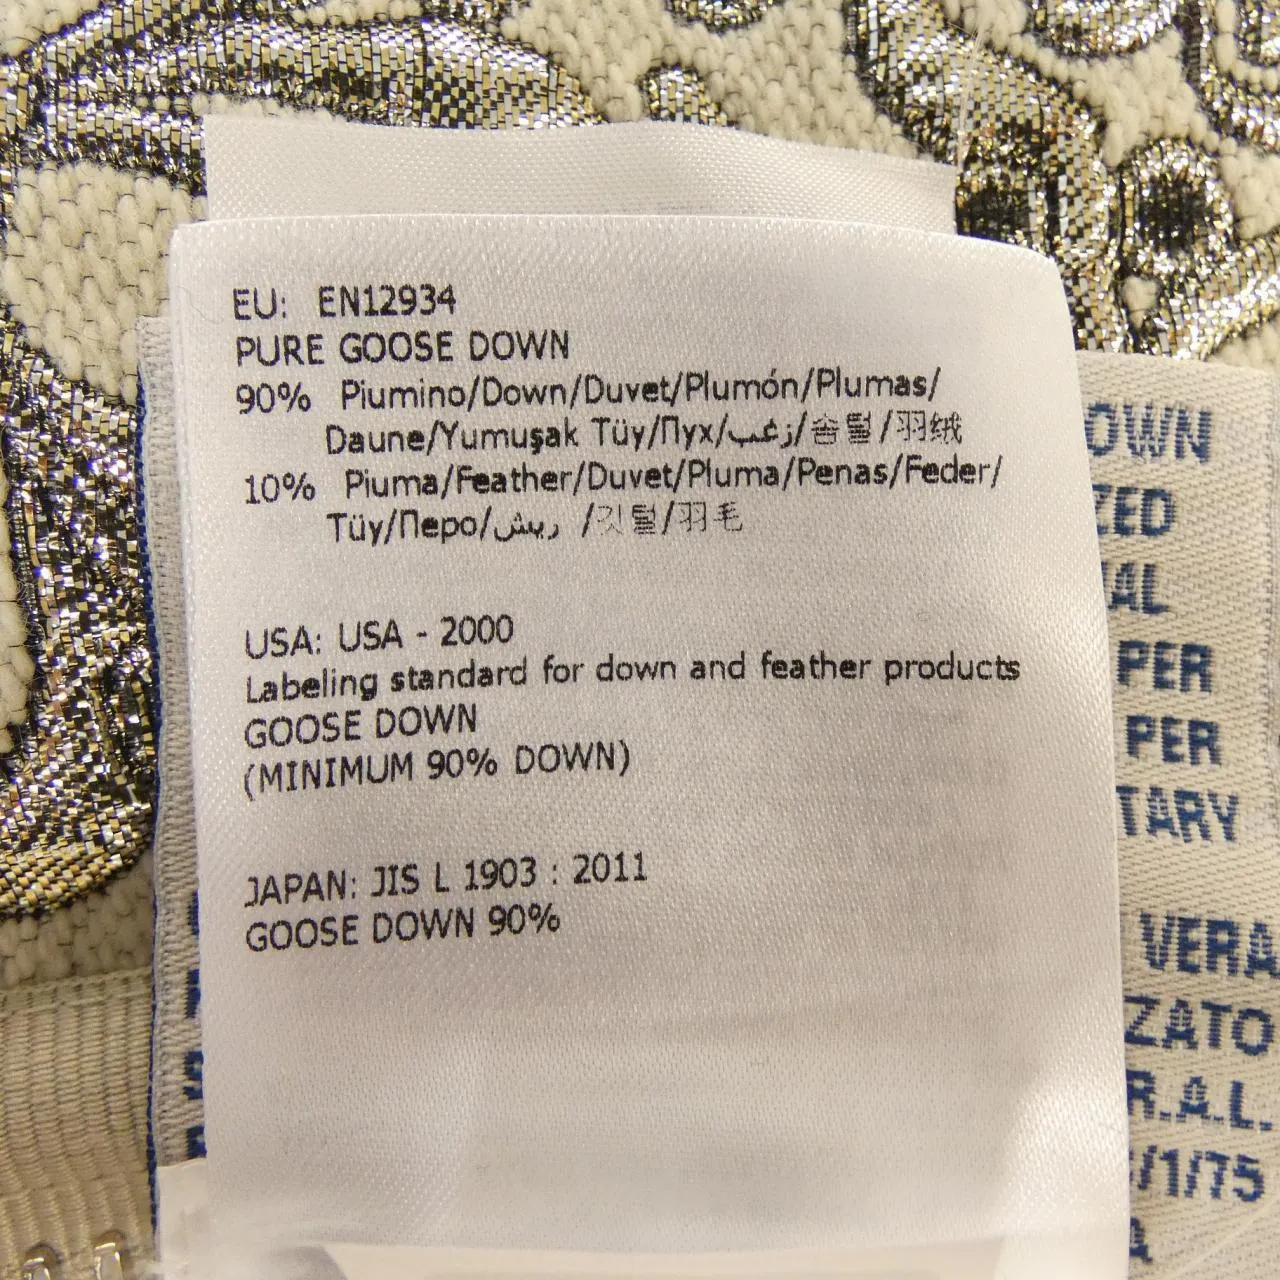 EU: EN12934
PURE GOOSE DOWN
90% Piumino/Down/Duvet/Plumón/Plumas/
Daune/Yumuşak Tüy/Пух/زغب/솜털/羽绒
10% Piuma/Feather/Duvet/Pluma/Penas/Feder/
Tüy/Перо/ريش /깃털/羽毛
USA: USA - 2000
Labeling standard for down and feather products
GOOSE DOWN
(MINIMUM 90% DOWN)
JAPAN: JIS L 1903 : 2011
GOOSE DOWN 90%
OWN
ZED
AL
PER
PER
TARY
VERA
ZZATO
R.A.L.
/1/75
A